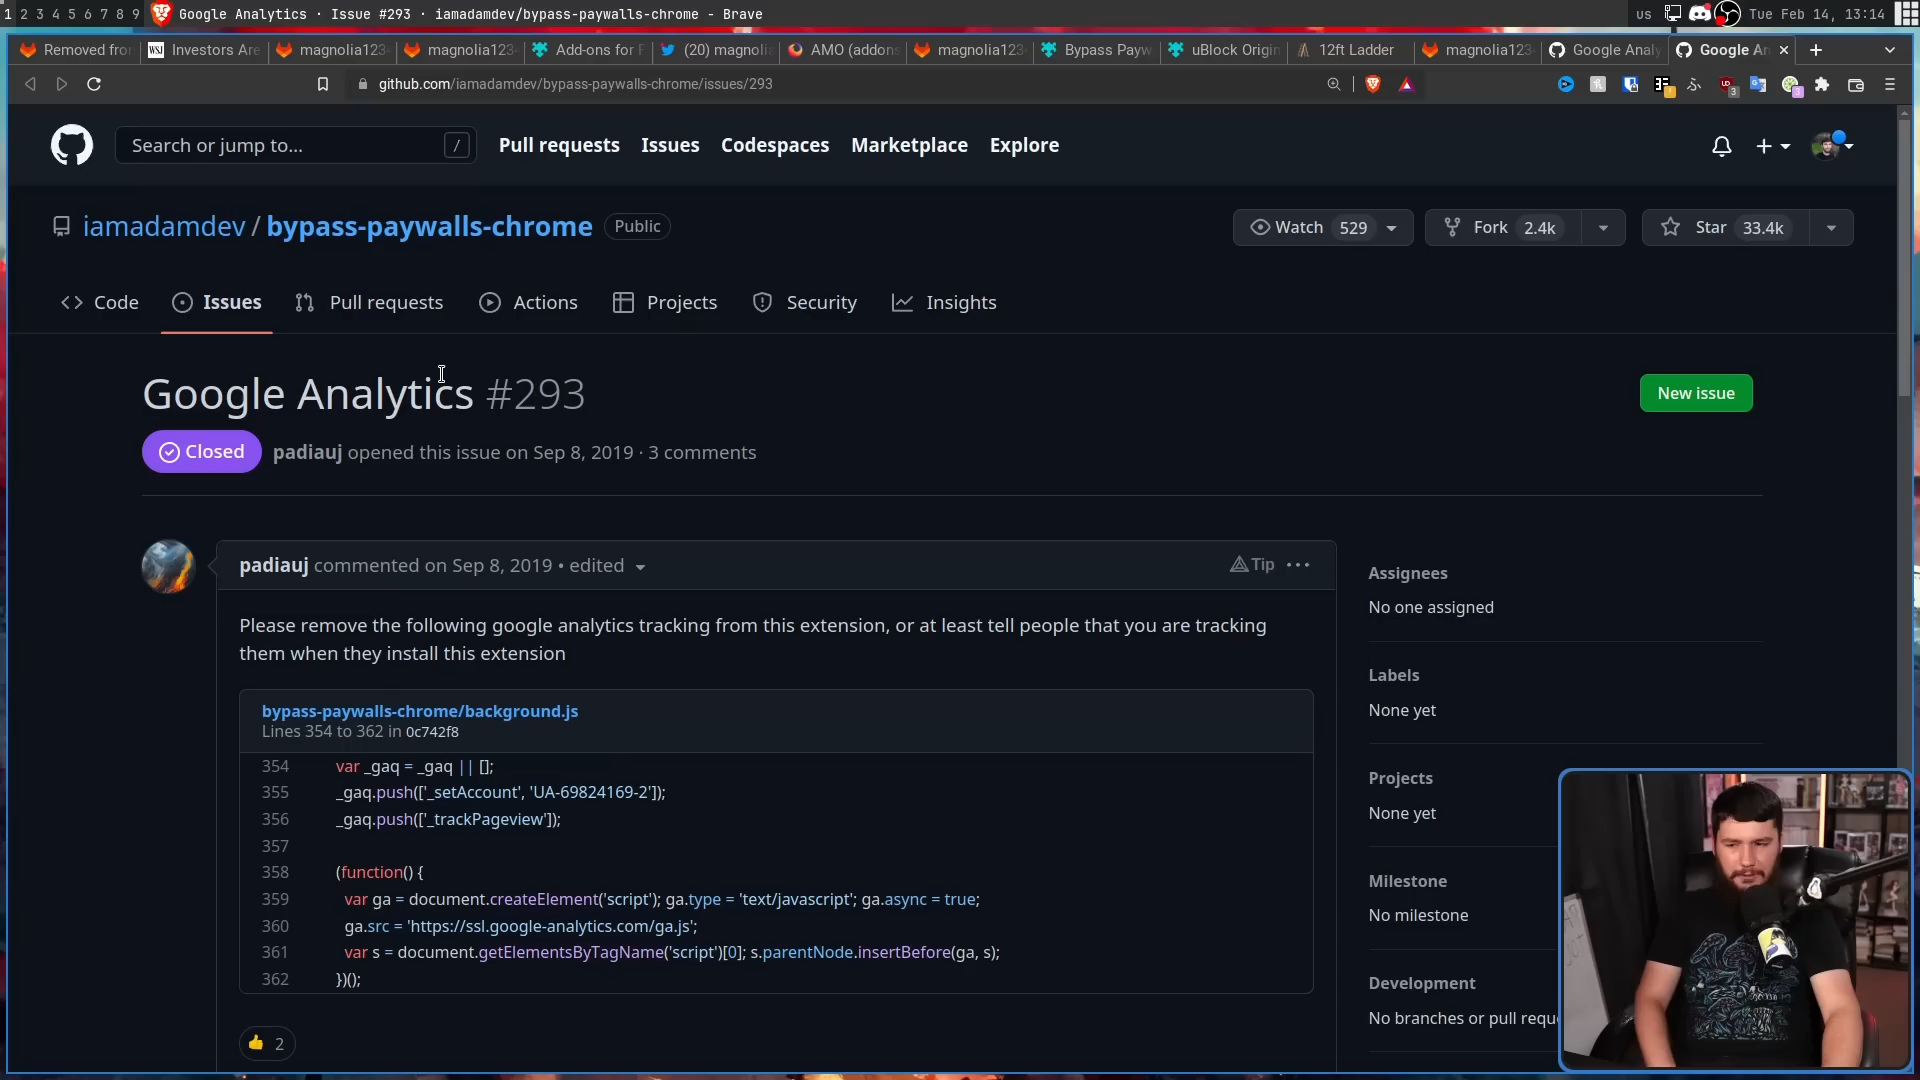 1 2 3 4 5 6 7 8 9 Google Analytics · Issue #293 · iamadamdev/bypass-paywalls-chrome - Brave us Tue Feb 14, 13:14
Removed fro WSJ Investors Are magnolia123 magnolia123 Add-ons for F (20) magnoli AMO (addons magnolia123 Bypass Payw uBlock Origin 12ft Ladder magnolia123 Google Analy Google An
github.com/iamadamdev/bypass-paywalls-chrome/issues/293
Search or jump to... / Pull requests Issues Codespaces Marketplace Explore
iamadamdev / bypass-paywalls-chrome Public Watch 529 Fork 2.4k Star 33.4k
Code Issues Pull requests Actions Projects Security Insights
Google Analytics #293 New issue
Closed padiauj opened this issue on Sep 8, 2019 · 3 comments
padiauj commented on Sep 8, 2019 • edited Tip
Please remove the following google analytics tracking from this extension, or at least tell people that you are tracking
them when they install this extension
bypass-paywalls-chrome/background.js
Lines 354 to 362 in 0c742f8
354 var _gaq = _gaq || [];
355 _gaq.push(['_setAccount', 'UA-69824169-2']);
356 _gaq.push(['_trackPageview']);
357
358 (function() {
359 var ga = document.createElement('script'); ga.type = 'text/javascript'; ga.async = true;
360 ga.src = 'https://ssl.google-analytics.com/ga.js';
361 var s = document.getElementsByTagName('script')[0]; s.parentNode.insertBefore(ga, s);
362 })();
2
Assignees
No one assigned
Labels
None yet
Projects
None yet
Milestone
No milestone
Development
No branches or pull reque